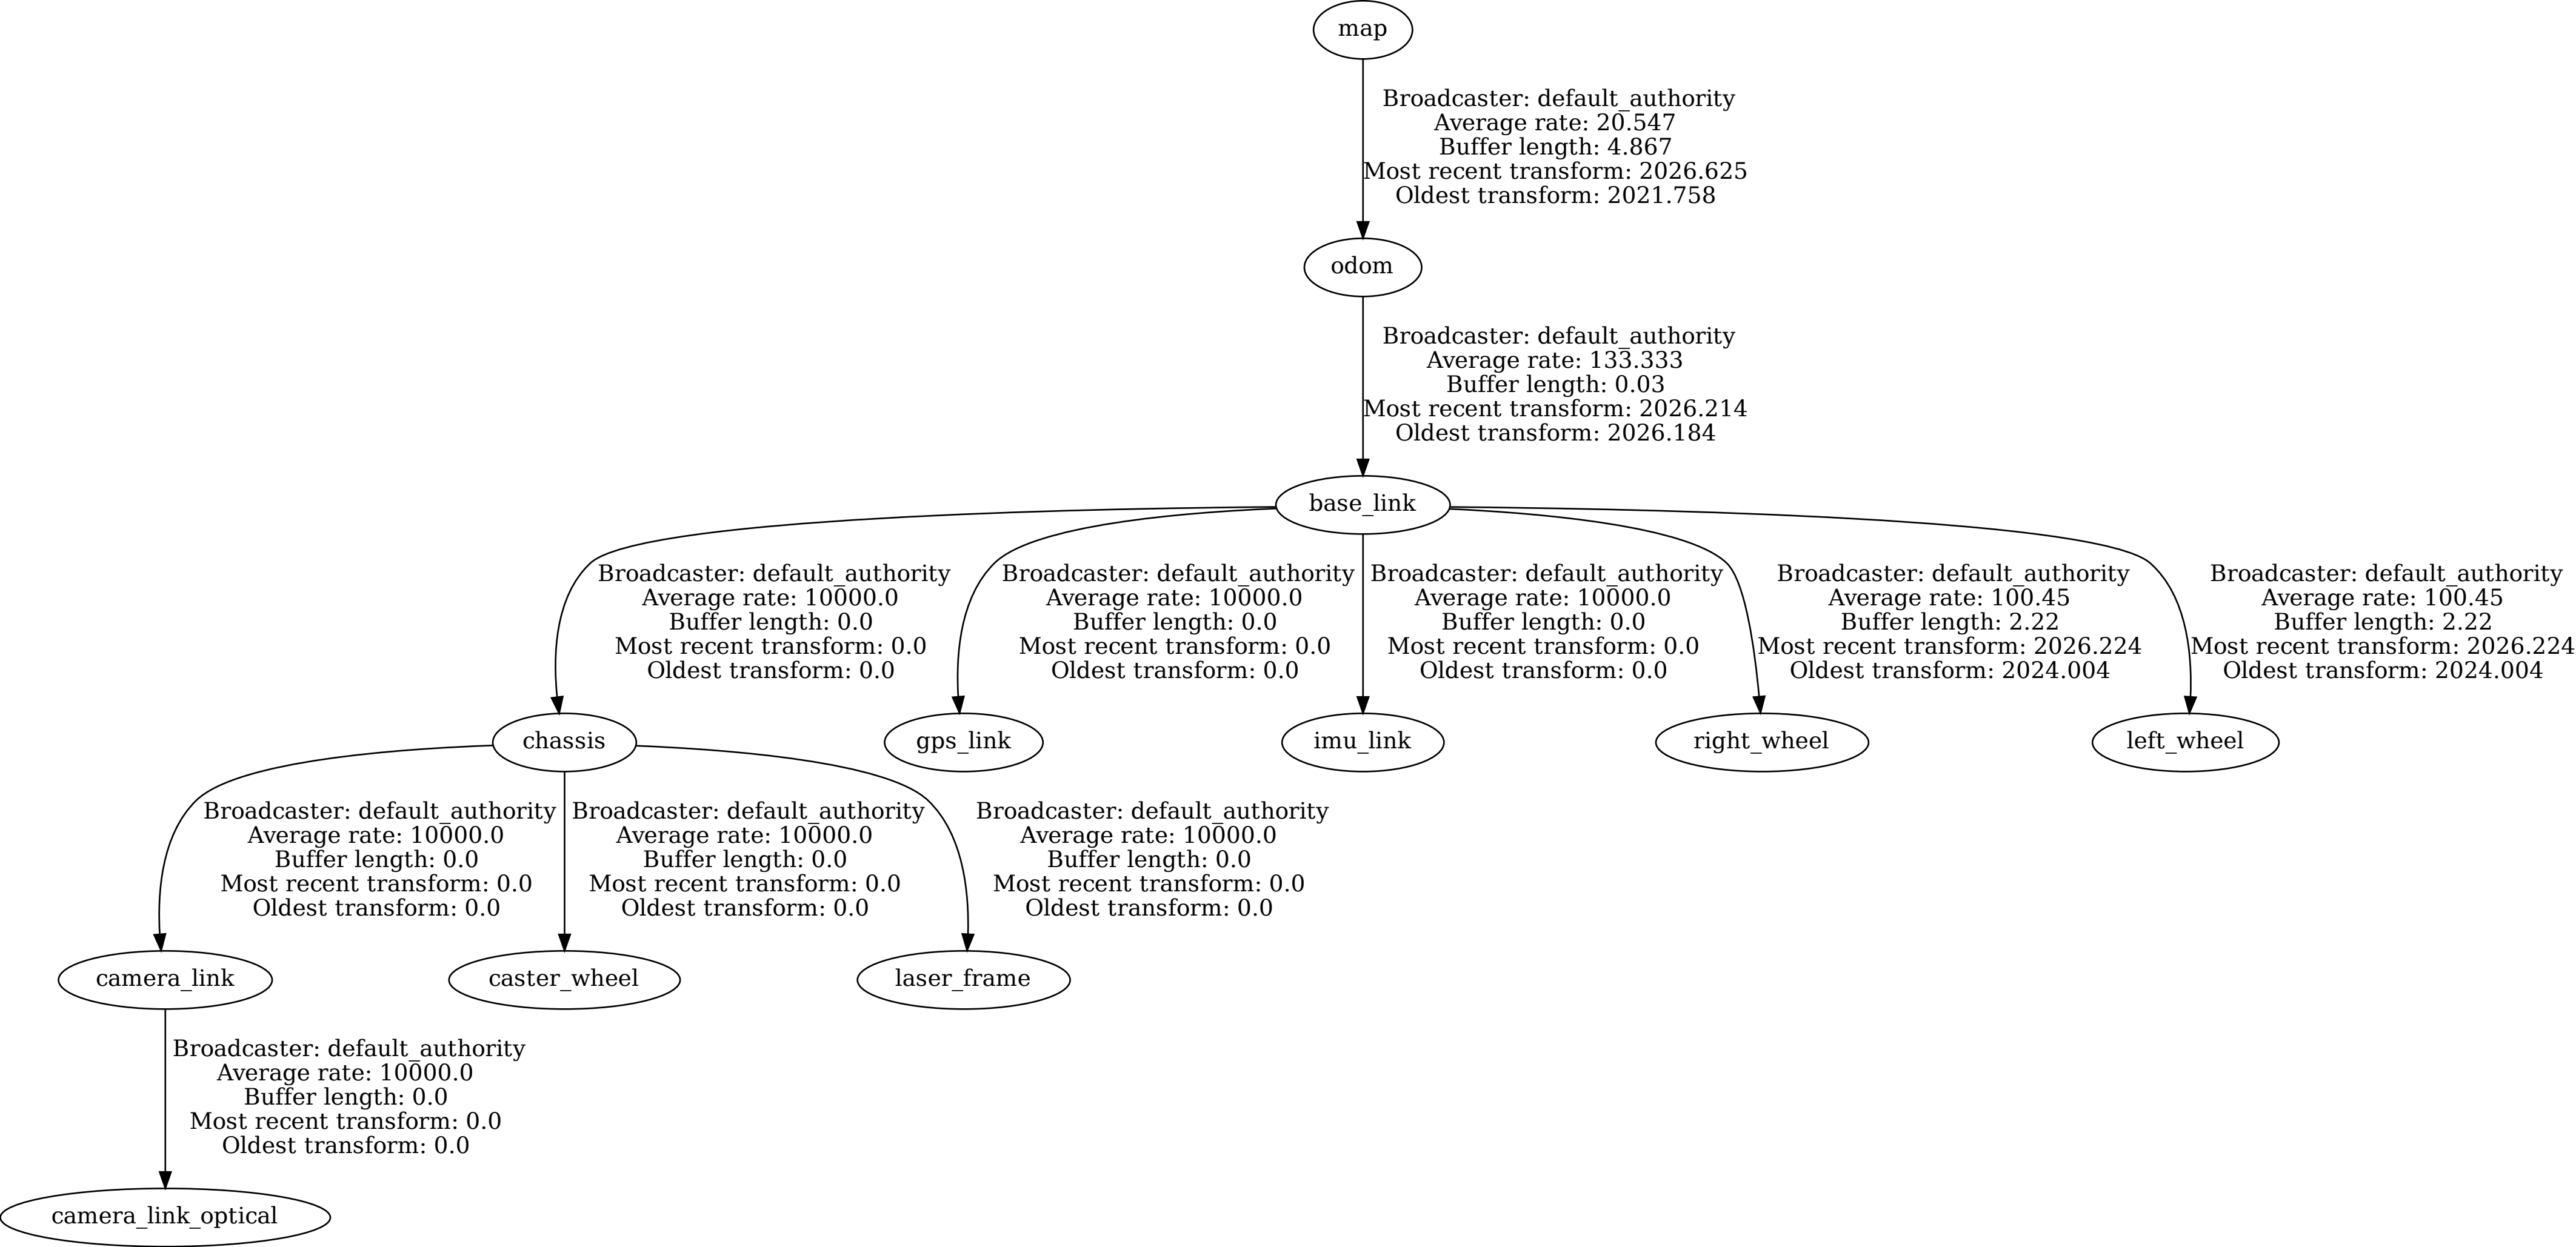 map
Broadcaster: default_authority
Average rate: 20.547
Buffer length: 4.867
Most recent transform: 2026.625
Oldest transform: 2021.758
odom
Broadcaster: default_authority
Average rate: 133.333
Buffer length: 0.03
Most recent transform: 2026.214
Oldest transform: 2026.184
base_link
Broadcaster: default_authority
Average rate: 10000.0
Buffer length: 0.0
Most recent transform: 0.0
Oldest transform: 0.0
Broadcaster: default_authority
Average rate: 10000.0
Buffer length: 0.0
Most recent transform: 0.0
Oldest transform: 0.0
Broadcaster: default_authority
Average rate: 10000.0
Buffer length: 0.0
Most recent transform: 0.0
Oldest transform: 0.0
Broadcaster: default_authority
Average rate: 100.45
Buffer length: 2.22
Most recent transform: 2026.224
Oldest transform: 2024.004
Broadcaster: default_authority
Average rate: 100.45
Buffer length: 2.22
Most recent transform: 2026.224
Oldest transform: 2024.004
chassis
gps_link
imu_link
right_wheel
left_wheel
Broadcaster: default_authority
Average rate: 10000.0
Buffer length: 0.0
Most recent transform: 0.0
Oldest transform: 0.0
Broadcaster: default_authority
Average rate: 10000.0
Buffer length: 0.0
Most recent transform: 0.0
Oldest transform: 0.0
Broadcaster: default_authority
Average rate: 10000.0
Buffer length: 0.0
Most recent transform: 0.0
Oldest transform: 0.0
camera_link
caster_wheel
laser_frame
Broadcaster: default_authority
Average rate: 10000.0
Buffer length: 0.0
Most recent transform: 0.0
Oldest transform: 0.0
camera_link_optical